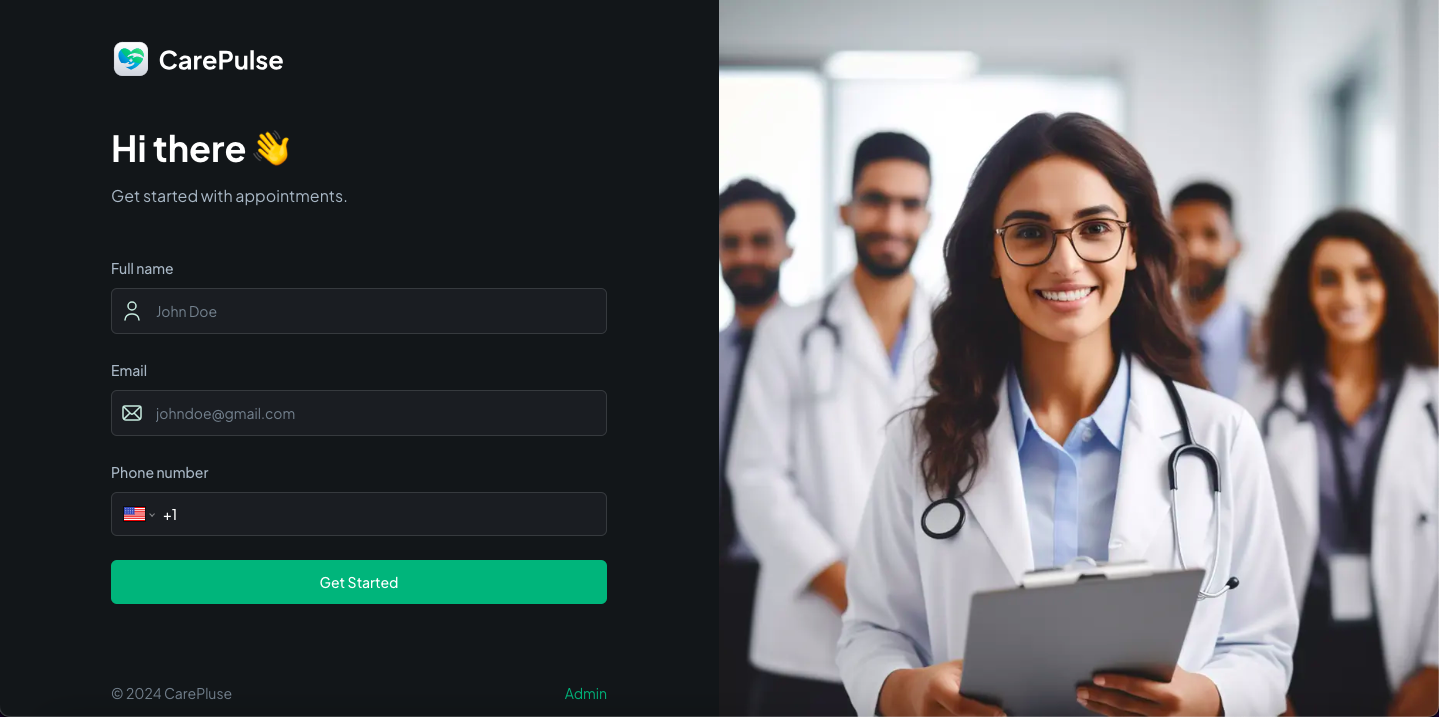 CarePulse
Hi there 👋
Get started with appointments.
Full name
John Doe
Email
johndoe@gmail.com
Phone number
+1
Get Started
© 2024 CarePluse
Admin